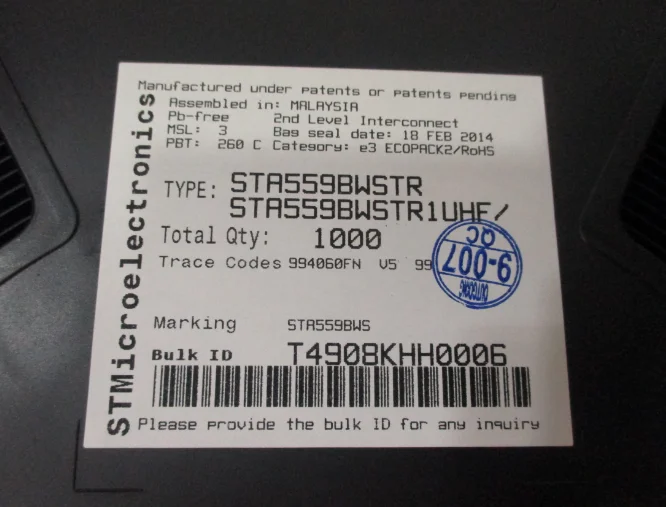 Manufactured under patents or patents pending
Assembled in: MALAYSIA
Pb-free 2nd Level Interconnect
MSL: 3 Bag seal date: 18 FEB 2014
PBT: 260 C Category: e3 ECOPACK2/RoHS
TYPE: STA559BWSTR
STA559BWSTR1UHF/
Total Qty: 1000
Trace Codes 994060FN V5 99
OUTGOING
9-007
QC
Marking STA559BWS
Bulk ID T4908KHH0006
Please provide the bulk ID for any inquiry
STMicroelectronics